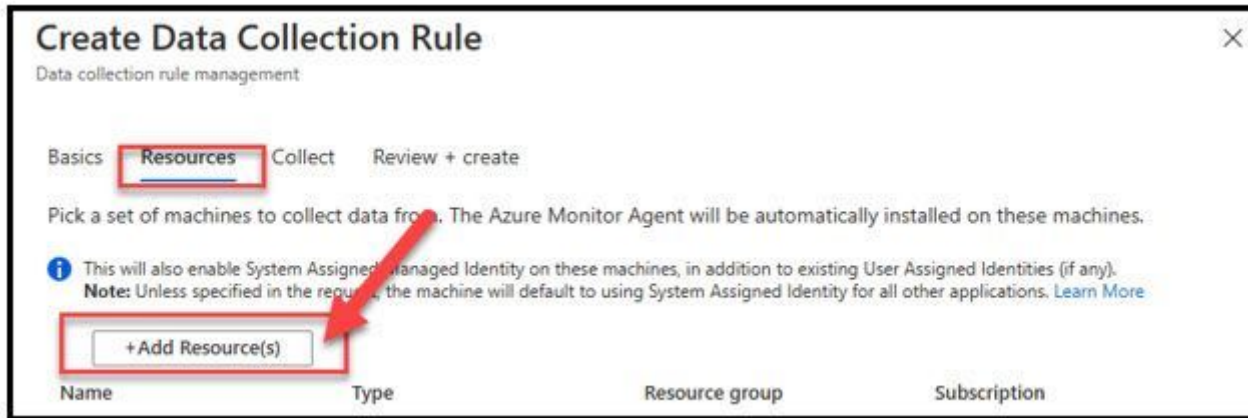 Create Data Collection Rule
Data collection rule management
Basics Resources Collect Review + create
Pick a set of machines to collect data from. The Azure Monitor Agent will be automatically installed on these machines.
This will also enable System Assigned Managed Identity on these machines, in addition to existing User Assigned Identities (if any).
Note: Unless specified in the request, the machine will default to using System Assigned Identity for all other applications. Learn More
+Add Resource(s)
Name Type Resource group Subscription